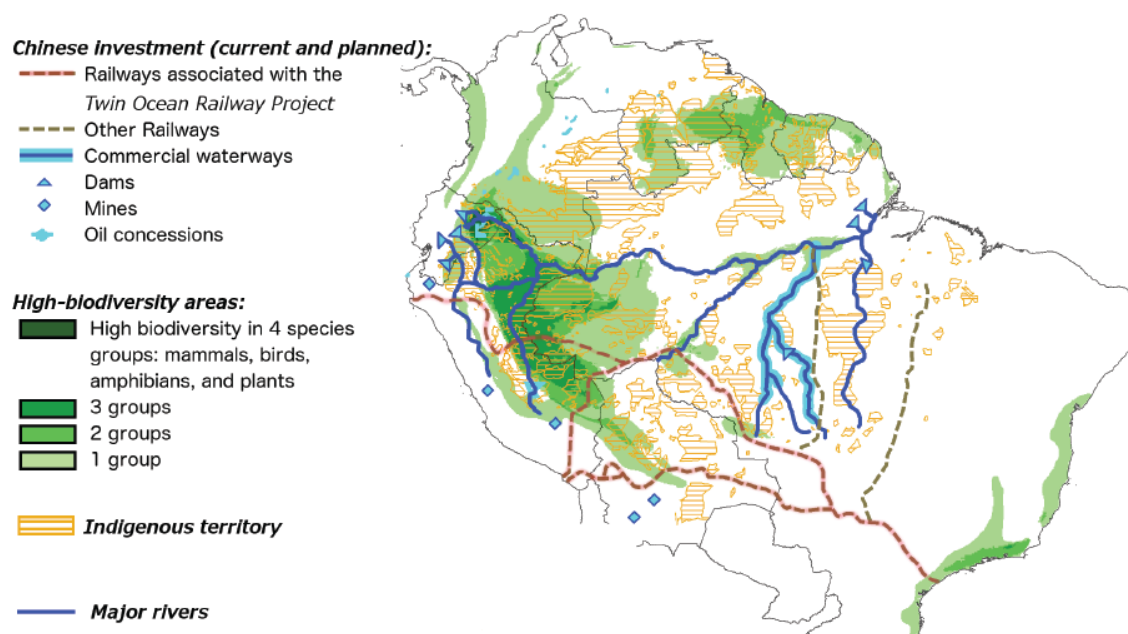 Chinese investment (current and planned):
Railways associated with the
Twin Ocean Railway Project
Other Railways
Commercial waterways
Dams
Mines
Oil concessions
High-biodiversity areas:
High biodiversity in 4 species
groups: mammals, birds,
amphibians, and plants
3 groups
2 groups
1 group
Indigenous territory
Major rivers